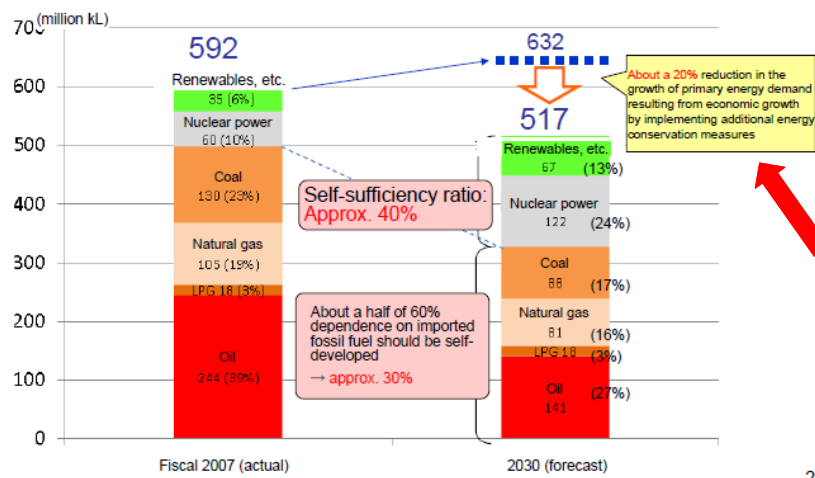 (million kL)
700
600
500
400
300
200
100
0
592
Renewables, etc.
35 (6%)
Nuclear power
60 (10%)
Coal
130 (23%)
Natural gas
105 (19%)
LPG 18 (3%)
Oil
244 (39%)
Fiscal 2007 (actual)
Self-sufficiency ratio:
Approx. 40%
About a half of 60%
dependence on imported
fossil fuel should be self-
developed
→ approx. 30%
632
517
Renewables, etc.
67 (13%)
Nuclear power
122 (24%)
Coal
88 (17%)
Natural gas
81 (16%)
LPG 18 (3%)
Oil
141 (27%)
2030 (forecast)
About a 20% reduction in the
growth of primary energy demand
resulting from economic growth
by implementing additional energy
conservation measures
2